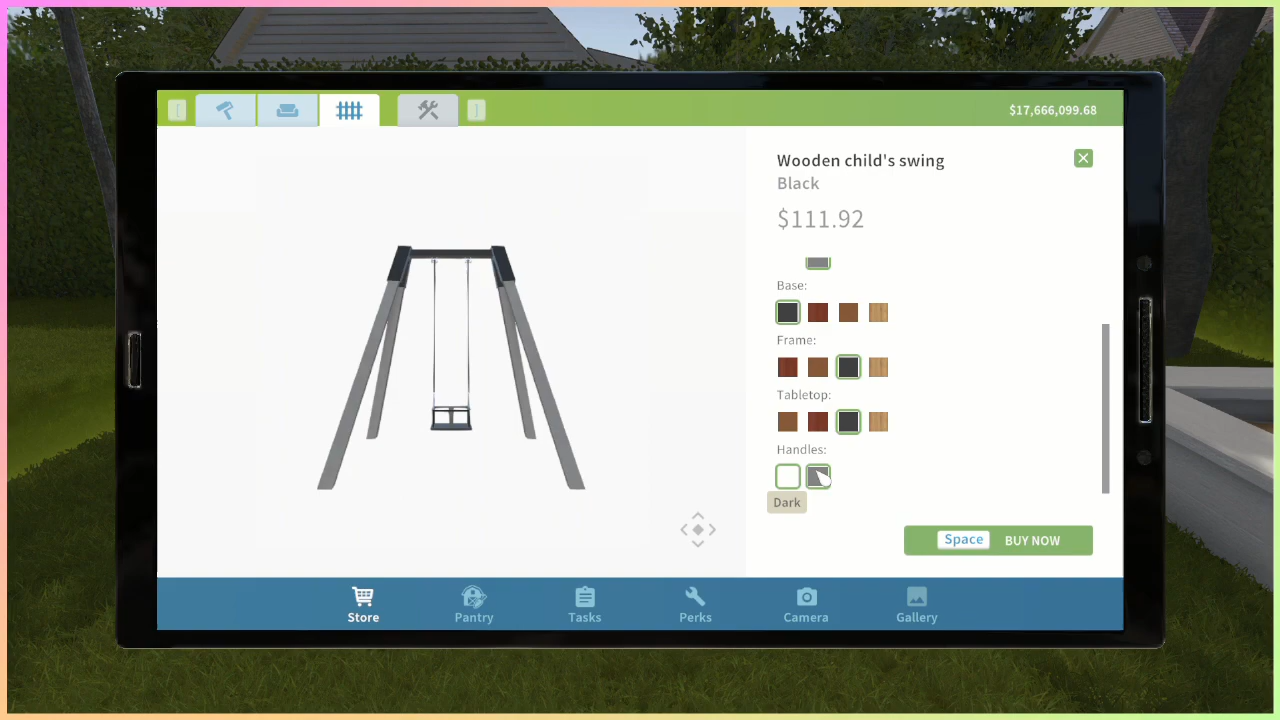 $17,666,099.68
Wooden child's swing
Black
$111.92
Base:
Frame:
Tabletop:
Handles:
Dark
Space BUY NOW
Store Pantry Tasks Perks Camera Gallery